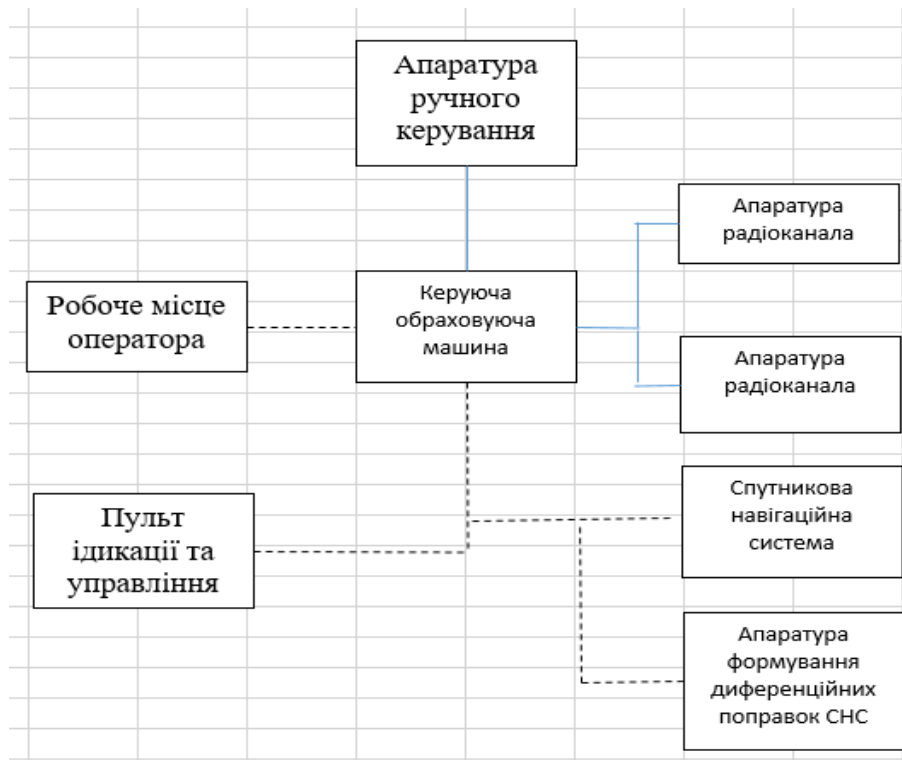 Апаратура
ручного
керування
Апаратура
радіоканала
Керуюча
обраховуюча
машина
Робоче місце
оператора
Апаратура
радіоканала
Спутникова
навігаційна
система
Пульт
ідикації та
управління
Апаратура
формування
диференційних
поправок СНС